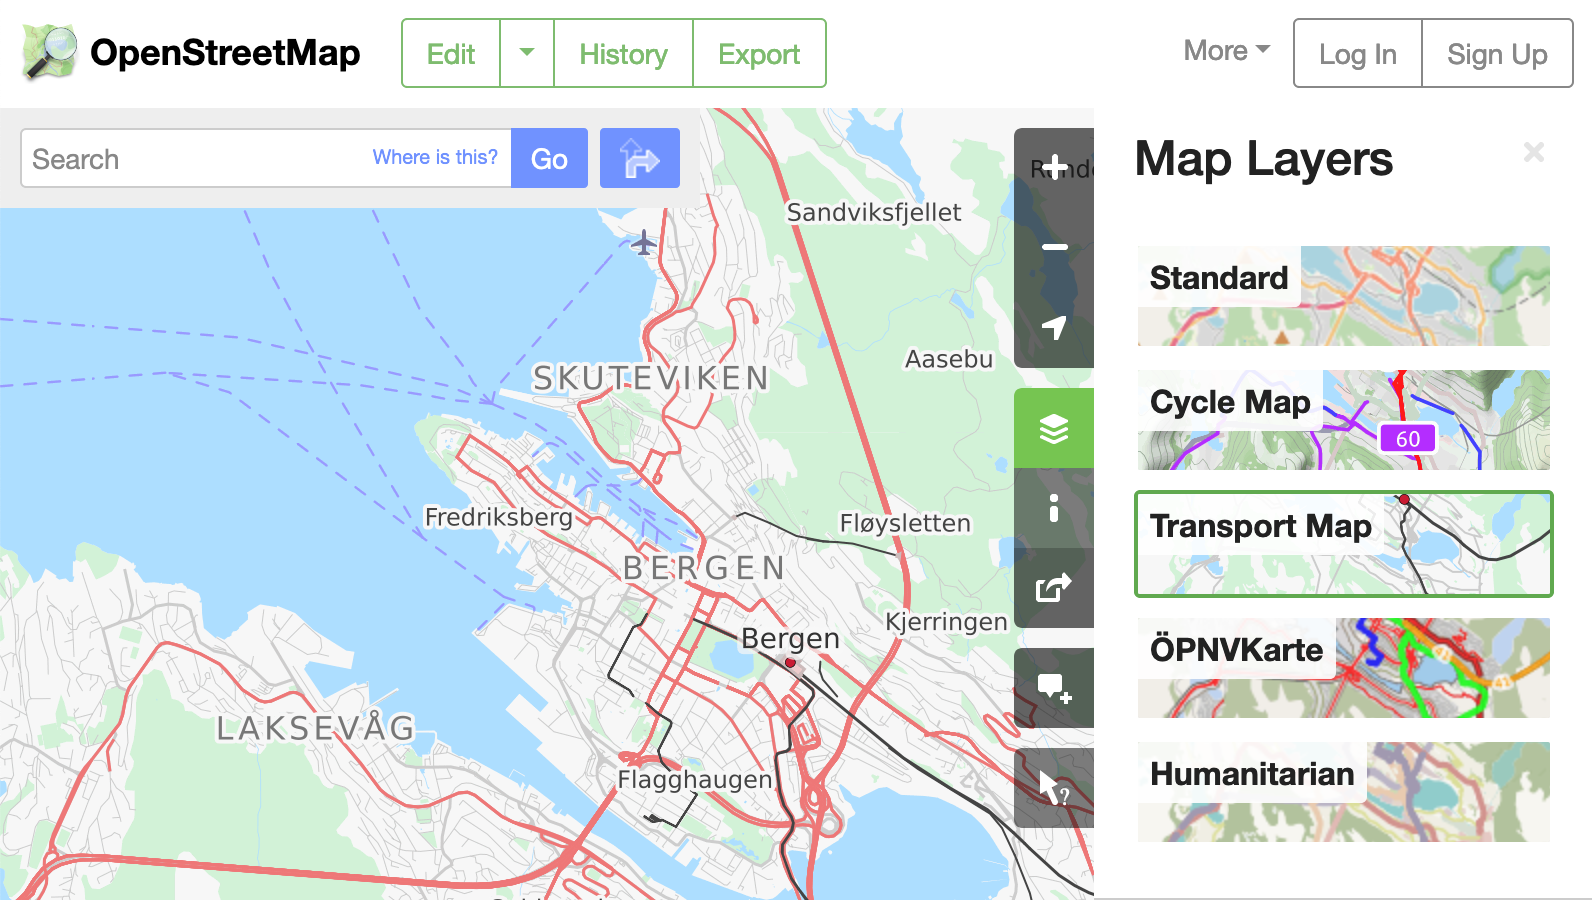 OpenStreetMap
Edit
History
Export
More
Log In
Sign Up
Search
Where is this?
Go
Map Layers
Standard
Cycle Map
60
Transport Map
ÖPNVKarte
Humanitarian
Sandviksfjellet
Aasebu
SKUTEVIKEN
Fredriksberg
Fløysletten
BERGEN
Kjerringen
Bergen
LAKSEVÅG
Flagghaugen
?